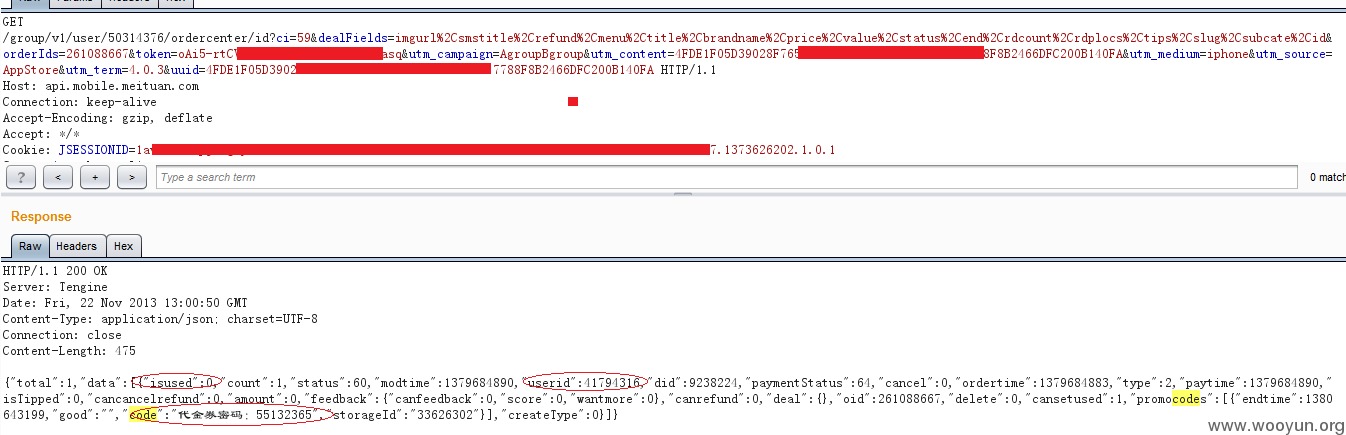 Raw Params Headers Hex
GET
/group/v1/user/50314376/ordercenter/id?ci=59&dealFields=imgurl%2Csmstitle%2Crefund%2Cmenu%2Ctitle%2Cbrandname%2Cprice%2Cvalue%2Cstatus%2Cend%2Crdcount%2Crdplocs%2Ctips%2Cslug%2Csubcate%2Cid&
orderIds=261088667&token=oAi5-rtC asq&utm_campaign=AgroupBgroup&utm_content=4FDE1F05D39028F765 8F8B2466DFC200B140FA&utm_medium=iphone&utm_source=
AppStore&utm_term=4.0.3&uuid=4FDE1F05D3902 7788F8B2466DFC200B140FA HTTP/1.1
Host: api.mobile.meituan.com
Connection: keep-alive
Accept-Encoding: gzip, deflate
Accept: */*
Cookie: JSESSIONID=1a 7.1373626202.1.0.1
? < + > Type a search term 0 match
Response
Raw Headers Hex
HTTP/1.1 200 OK
Server: Tengine
Date: Fri, 22 Nov 2013 13:00:50 GMT
Content-Type: application/json; charset=UTF-8
Connection: close
Content-Length: 475
{"total":1,"data":[{"isused":0,"count":1,"status":60,"modtime":1379684890,"userid":41794316,"did":9238224,"paymentStatus":64,"cancel":0,"ordertime":1379684883,"type":2,"paytime":1379684890,"
isTipped":0,"cancancelrefund":0,"amount":0,"feedback":{"canfeedback":0,"score":0,"wantmore":0},"canrefund":0,"deal":{},"oid":261088667,"delete":0,"cansetused":1,"promocodes":[{"endtime":1380
643199,"good":"","code":"代金券密码: 55132365","storageId":"33626302"}],"createType":0}]}
www.wooyun.org